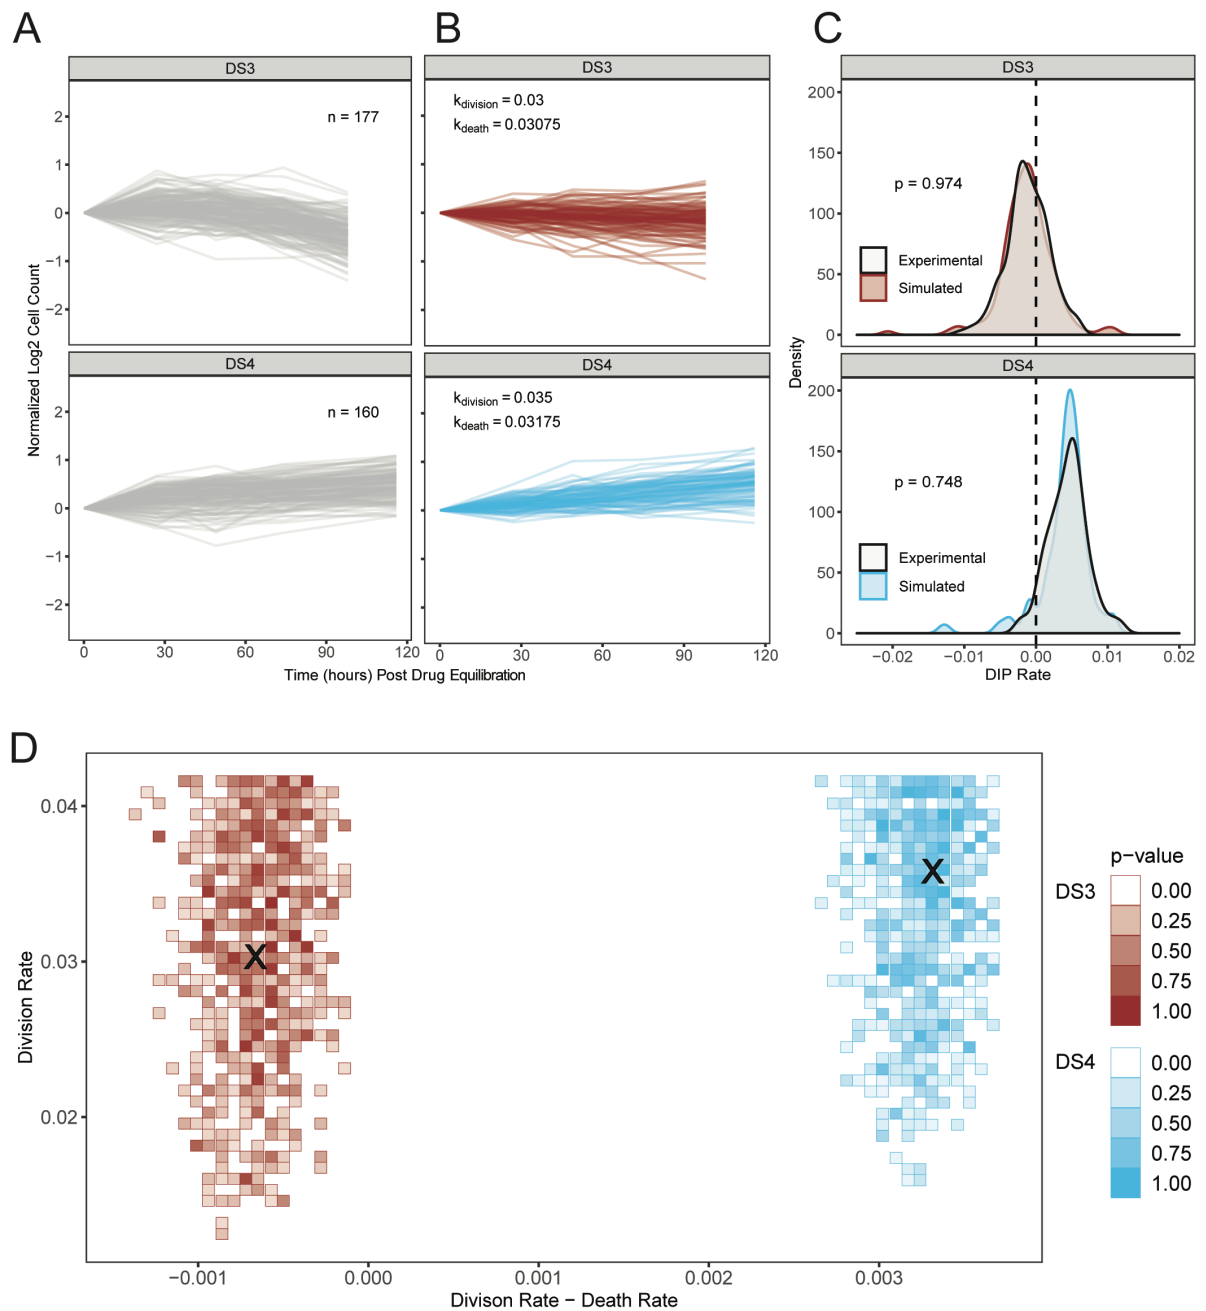 A
B
C
DS3
DS3
DS3
n = 177
kdivision = 0.03
kdeath = 0.03075
p = 0.974
Experimental
Simulated
2
1
0
−1
−2
200
150
100
50
0
DS4
DS4
DS4
n = 160
kdivision = 0.035
kdeath = 0.03175
p = 0.748
Experimental
Simulated
2
1
0
−1
−2
200
150
100
50
0
Normalized Log2 Cell Count
Density
0
30
60
90
120
0
30
60
90
120
−0.02
−0.01
0.00
0.01
0.02
Time (hours) Post Drug Equilibration
DIP Rate
D
X
X
0.04
0.03
0.02
Division Rate
−0.001
0.000
0.001
0.002
0.003
Divison Rate − Death Rate
p−value
DS3
0.00
0.25
0.50
0.75
1.00
DS4
0.00
0.25
0.50
0.75
1.00